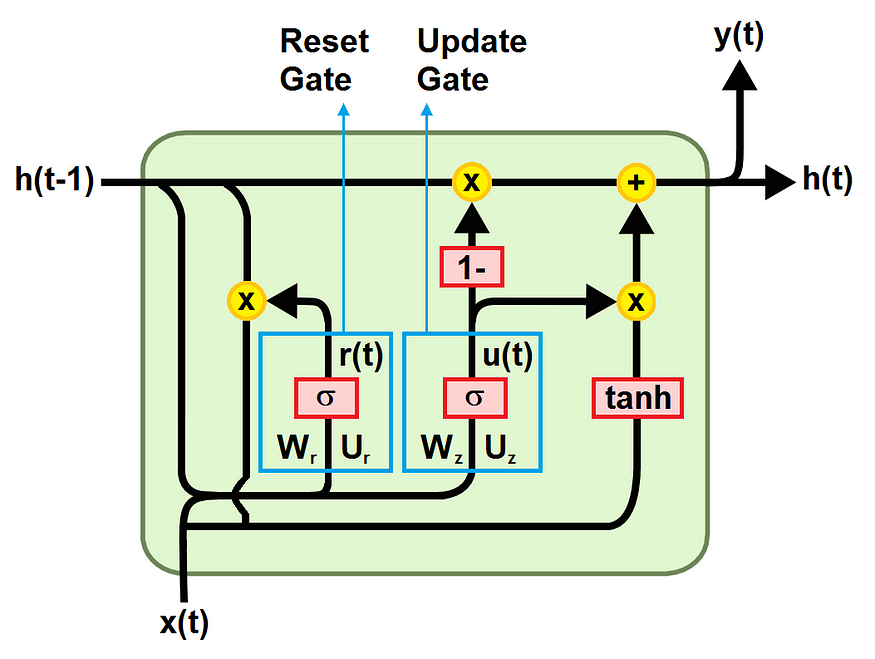 Reset
Gate
Update
Gate
y(t)
h(t-1)
x
+
h(t)
1-
x
x
r(t)
u(t)
σ
σ
tanh
Wr Ur
Wz Uz
x(t)